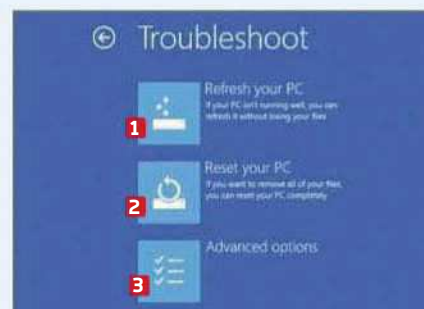 Troubleshoot
Refresh your PC
If your PC isn't running well, you can
refresh it without losing your files
1
Reset your PC
If you want to remove all of your files,
you can reset your PC completely
2
Advanced options
3